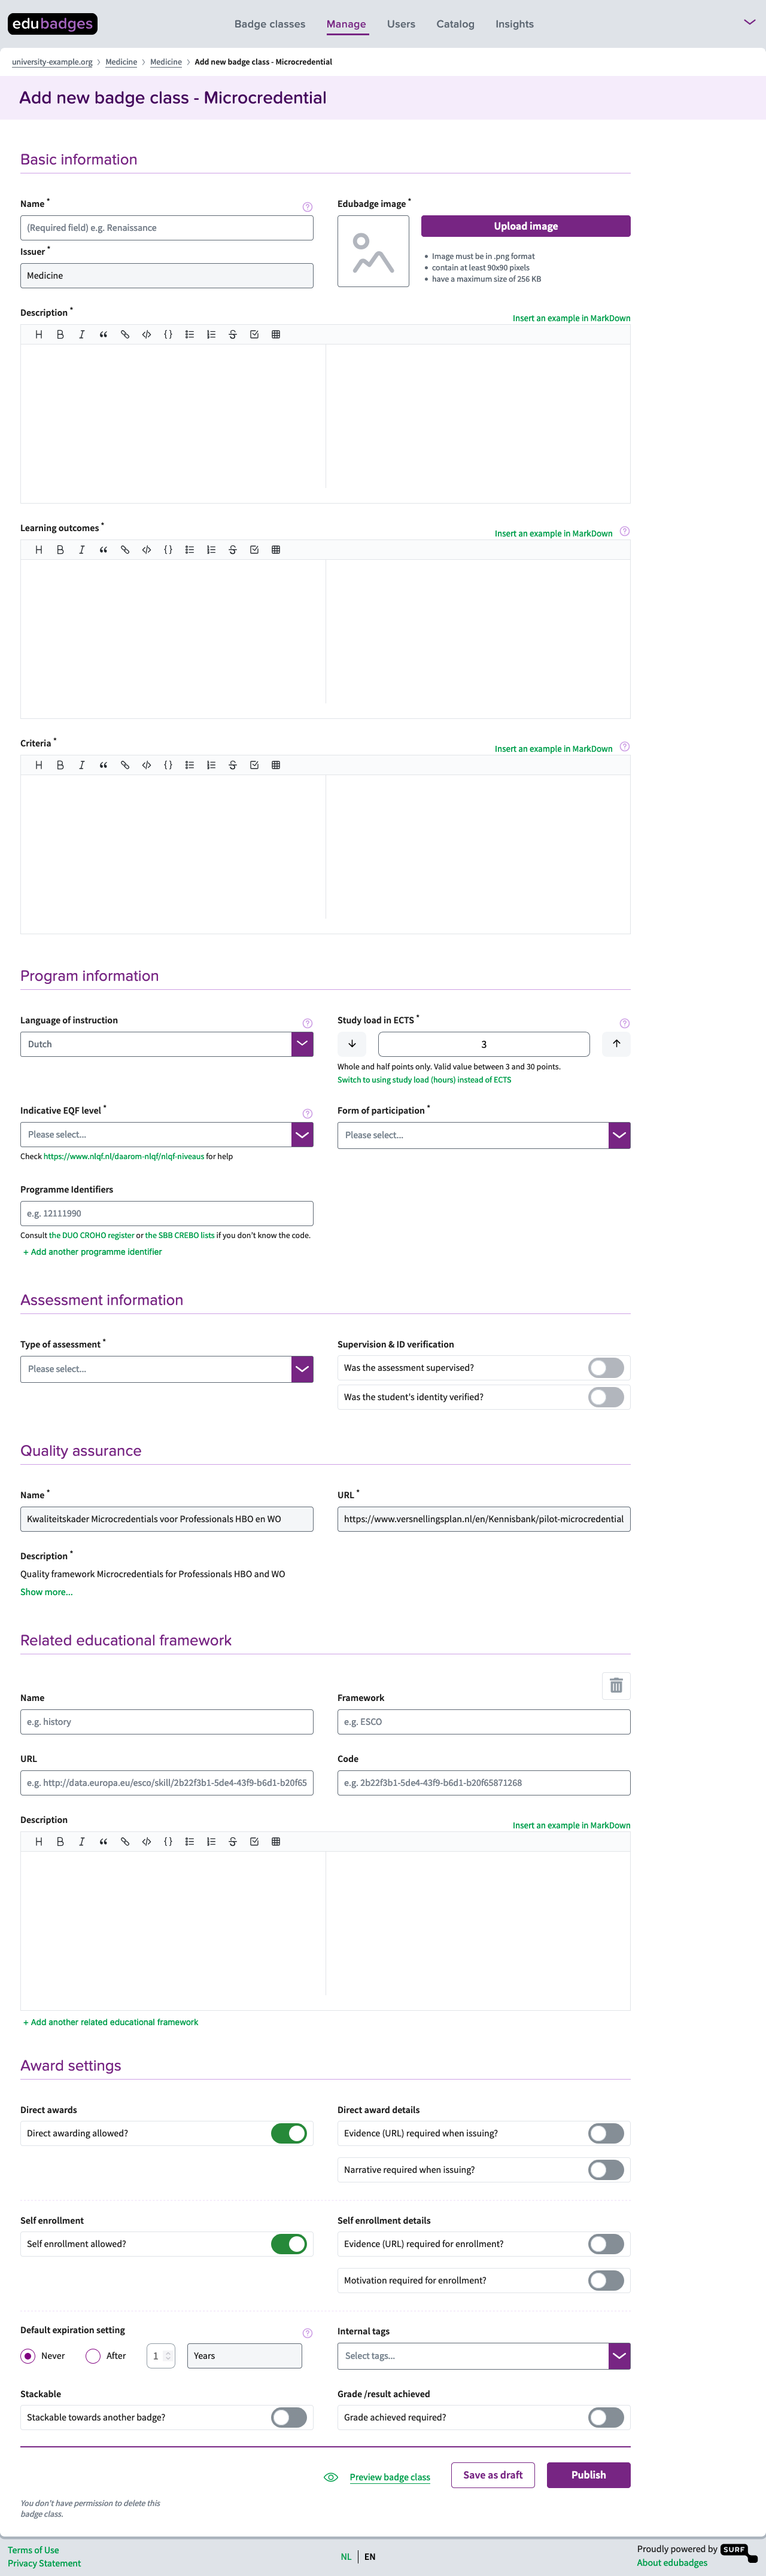 edubadges
Badge classes Manage Users Catalog Insights
university-example.org > Medicine > Medicine > Add new badge class - Microcredential
Add new badge class - Microcredential
Basic information
Name *
(Required field) e.g. Renaissance
Issuer *
Medicine
Edubadge image *
Upload image
• Image must be in .png format
• contain at least 90x90 pixels
• have a maximum size of 256 KB
Description *
Insert an example in MarkDown
Learning outcomes *
Insert an example in MarkDown
Criteria *
Insert an example in MarkDown
Program information
Language of instruction
Dutch
Study load in ECTS *
3
Whole and half points only. Valid value between 3 and 30 points.
Switch to using study load (hours) instead of ECTS
Indicative EQF level *
Please select...
Check https://www.nlqf.nl/daarom-nlqf/nlqf-niveaus for help
Form of participation *
Please select...
Programme Identifiers
e.g. 12111990
Consult the DUO CROHO register or the SBB CREBO lists if you don't know the code.
+ Add another programme identifier
Assessment information
Type of assessment *
Please select...
Supervision & ID verification
Was the assessment supervised?
Was the student's identity verified?
Quality assurance
Name *
Kwaliteitskader Microcredentials voor Professionals HBO en WO
URL *
https://www.versnellingsplan.nl/en/Kennisbank/pilot-microcredential
Description *
Quality framework Microcredentials for Professionals HBO and WO
Show more...
Related educational framework
Name
e.g. history
Framework
e.g. ESCO
URL
e.g. http://data.europa.eu/esco/skill/2b22f3b1-5de4-43f9-b6d1-b20f65
Code
e.g. 2b22f3b1-5de4-43f9-b6d1-b20f65871268
Description
Insert an example in MarkDown
+ Add another related educational framework
Award settings
Direct awards
Direct awarding allowed?
Direct award details
Evidence (URL) required when issuing?
Narrative required when issuing?
Self enrollment
Self enrollment allowed?
Self enrollment details
Evidence (URL) required for enrollment?
Motivation required for enrollment?
Default expiration setting
Never After 1 Years
Internal tags
Select tags...
Stackable
Stackable towards another badge?
Grade /result achieved
Grade achieved required?
Preview badge class Save as draft Publish
You don't have permission to delete this
badge class.
Terms of Use
Privacy Statement
NL | EN
Proudly powered by SURF
About edubadges